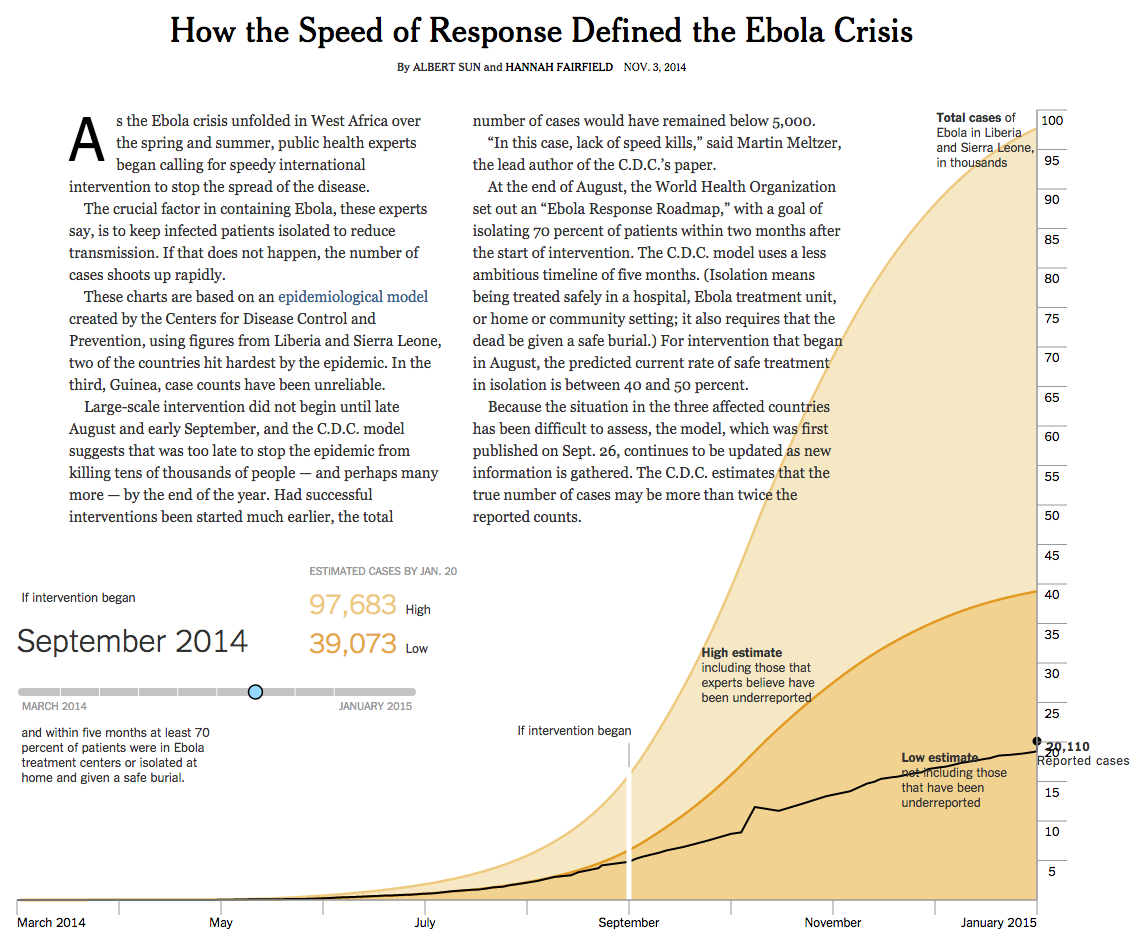 How the Speed of Response Defined the Ebola Crisis
By ALBERT SUN and HANNAH FAIRFIELD NOV. 3, 2014
As the Ebola crisis unfolded in West Africa over
the spring and summer, public health experts
began calling for speedy international
intervention to stop the spread of the disease.
The crucial factor in containing Ebola, these experts
say, is to keep infected patients isolated to reduce
transmission. If that does not happen, the number of
cases shoots up rapidly.
These charts are based on an epidemiological model
created by the Centers for Disease Control and
Prevention, using figures from Liberia and Sierra Leone,
two of the countries hit hardest by the epidemic. In the
third, Guinea, case counts have been unreliable.
Large-scale intervention did not begin until late
August and early September, and the C.D.C. model
suggests that was too late to stop the epidemic from
killing tens of thousands of people — and perhaps many
more — by the end of the year. Had successful
interventions been started much earlier, the total
number of cases would have remained below 5,000.
“In this case, lack of speed kills,” said Martin Meltzer,
the lead author of the C.D.C.’s paper.
At the end of August, the World Health Organization
set out an “Ebola Response Roadmap,” with a goal of
isolating 70 percent of patients within two months after
the start of intervention. The C.D.C. model uses a less
ambitious timeline of five months. (Isolation means
being treated safely in a hospital, Ebola treatment unit,
or home or community setting; it also requires that the
dead be given a safe burial.) For intervention that began
in August, the predicted current rate of safe treatment
in isolation is between 40 and 50 percent.
Because the situation in the three affected countries
has been difficult to assess, the model, which was first
published on Sept. 26, continues to be updated as new
information is gathered. The C.D.C. estimates that the
true number of cases may be more than twice the
reported counts.
Total cases of
Ebola in Liberia
and Sierra Leone,
in thousands
100
95
90
85
80
75
70
65
60
55
50
45
40
35
30
25
20
15
10
5
ESTIMATED CASES BY JAN. 20
If intervention began
97,683 High
September 2014
39,073 Low
MARCH 2014
JANUARY 2015
and within five months at least 70
percent of patients were in Ebola
treatment centers or isolated at
home and given a safe burial.
If intervention began
High estimate
including those that
experts believe have
been underreported
Low estimate
not including those
that have been
underreported
20,110
Reported cases
March 2014
May
July
September
November
January 2015